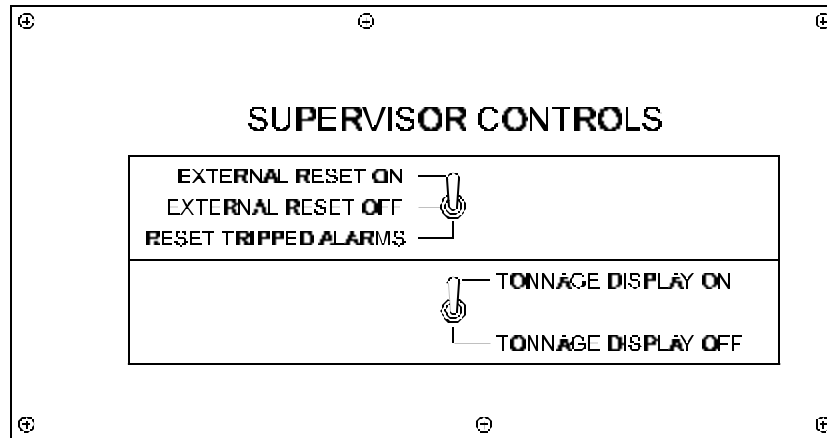 SUPERVISOR CONTROLS
EXTERNAL RESET ON
EXTERNAL RESET OFF
RESET TRIPPED ALARMS
TONNAGE DISPLAY ON
TONNAGE DISPLAY OFF